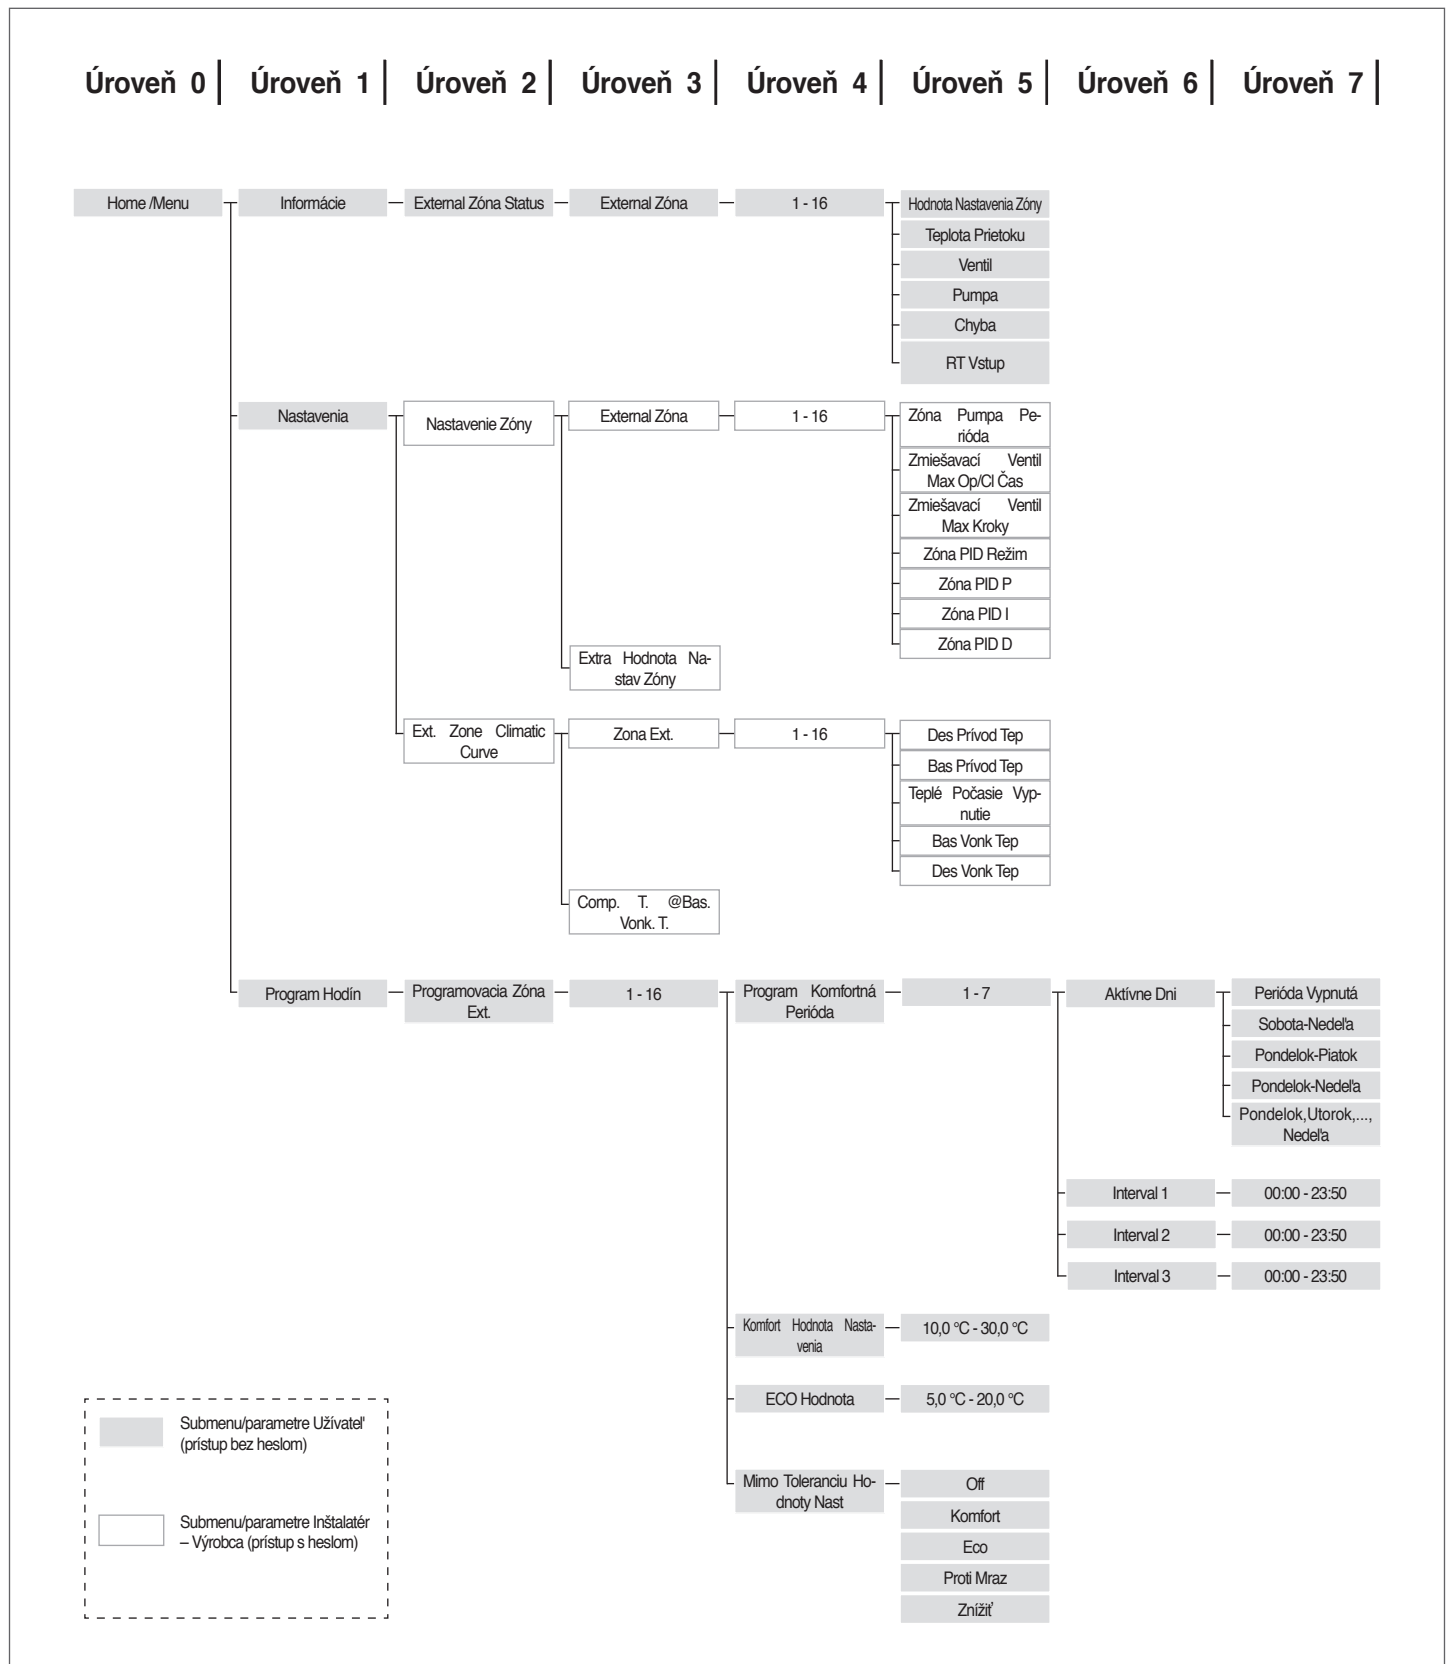 Úroveň 0 Úroveň 1 Úroveň 2 Úroveň 3 Úroveň 4 Úroveň 5 Úroveň 6 Úroveň 7
Home /Menu Informácie External Zóna Status External Zóna 1 - 16 Hodnota Nastavenia Zóny
Teplota Prietoku
Ventil
Pumpa
Chyba
RT Vstup
Nastavenia
Nastavenie Zóny
External Zóna
1 - 16
Zóna Pumpa Pe-
rióda
Zmiešavací Ventil
Max Op/Cl Čas
Zmiešavací Ventil
Max Kroky
Zóna PID Režim
Zóna PID P
Zóna PID I
Zóna PID D
Extra Hodnota Na-
stav Zóny
Ext. Zone Climatic
Curve
Zona Ext.
1 - 16
Des Prívod Tep
Bas Prívod Tep
Teplé Počasie Vyp-
nutie
Bas Vonk Tep
Des Vonk Tep
Comp. T. @Bas.
Vonk. T.
Program Hodín
Programovacia Zóna
Ext.
1 - 16
Program Komfortná
Perióda
1 - 7
Aktívne Dni
Perióda Vypnutá
Sobota-Nedeľa
Pondelok-Piatok
Pondelok-Nedeľa
Pondelok,Utorok,...,
Nedeľa
Interval 1 00:00 - 23:50
Interval 2 00:00 - 23:50
Interval 3 00:00 - 23:50
Komfort Hodnota Nasta-
venia
10,0 °C - 30,0 °C
ECO Hodnota 5,0 °C - 20,0 °C
Mimo Toleranciu Ho-
dnoty Nast
Off
Komfort
Eco
Proti Mraz
Znížiť
Submenu/parametre Užívateľ
(prístup bez heslom)
Submenu/parametre Inštalatér
– Výrobca (prístup s heslom)